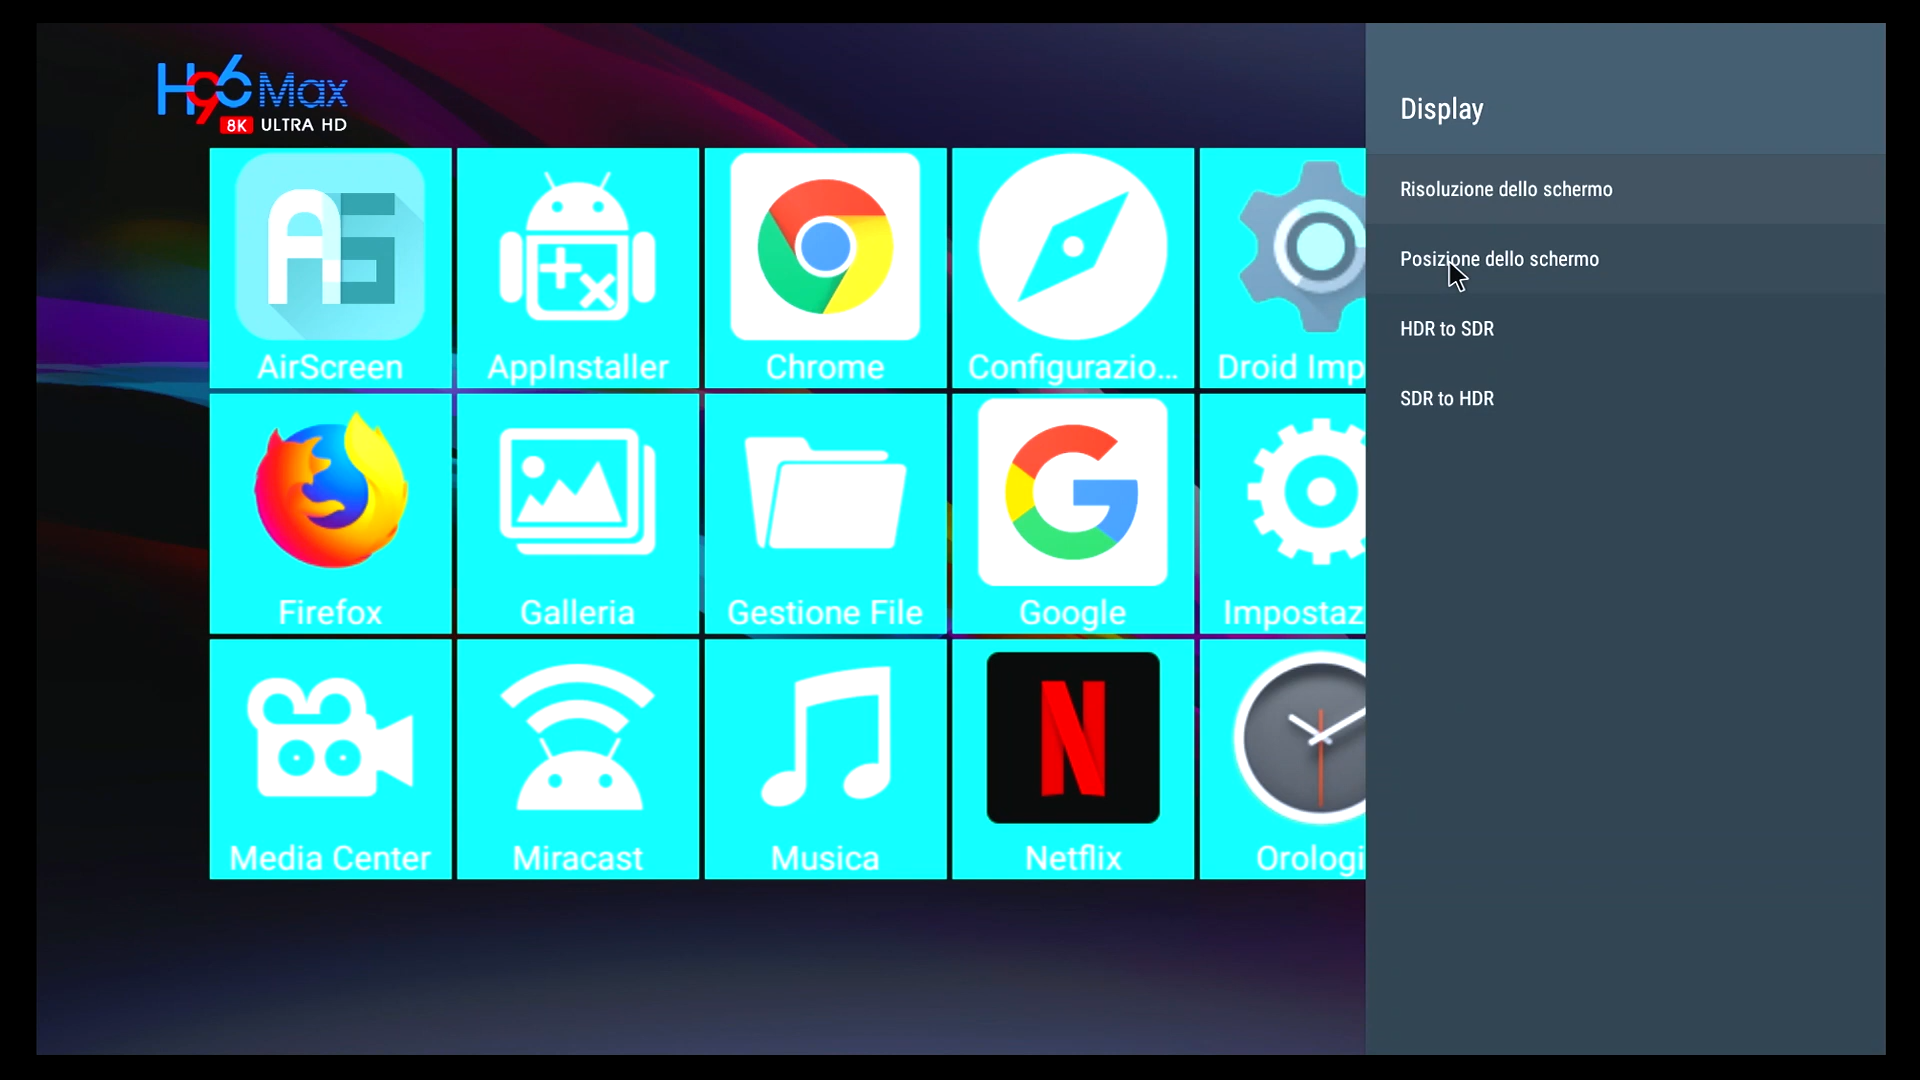 H96 Max
8K ULTRA HD
AirScreen
AppInstaller
Chrome
Configurazio...
Droid Imp
Firefox
Galleria
Gestione File
Google
Impostaz
Media Center
Miracast
Musica
Netflix
Orologi
Display
Risoluzione dello schermo
Posizione dello schermo
HDR to SDR
SDR to HDR